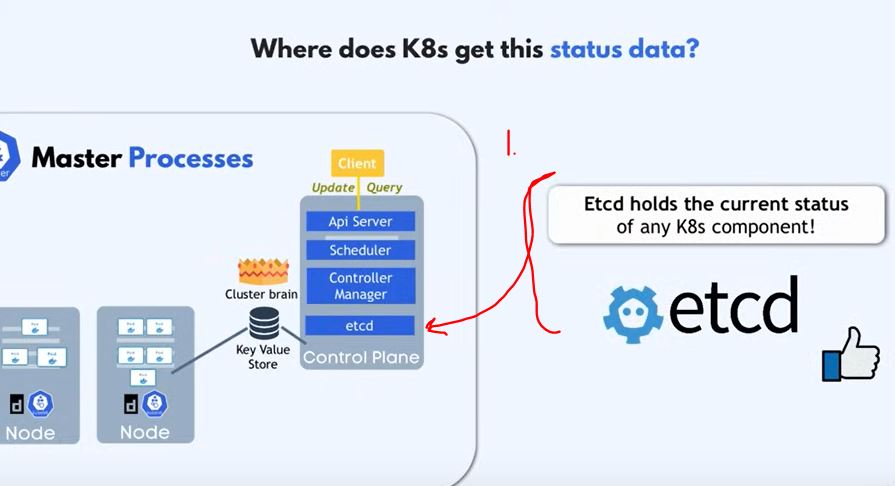 Where does K8s get this status data?
Master Processes
1.
Client
Update Query
Api Server
Scheduler
Controller
Manager
etcd
Control Plane
Cluster brain
Key Value
Store
Node
Node
Etcd holds the current status
of any K8s component!
etcd